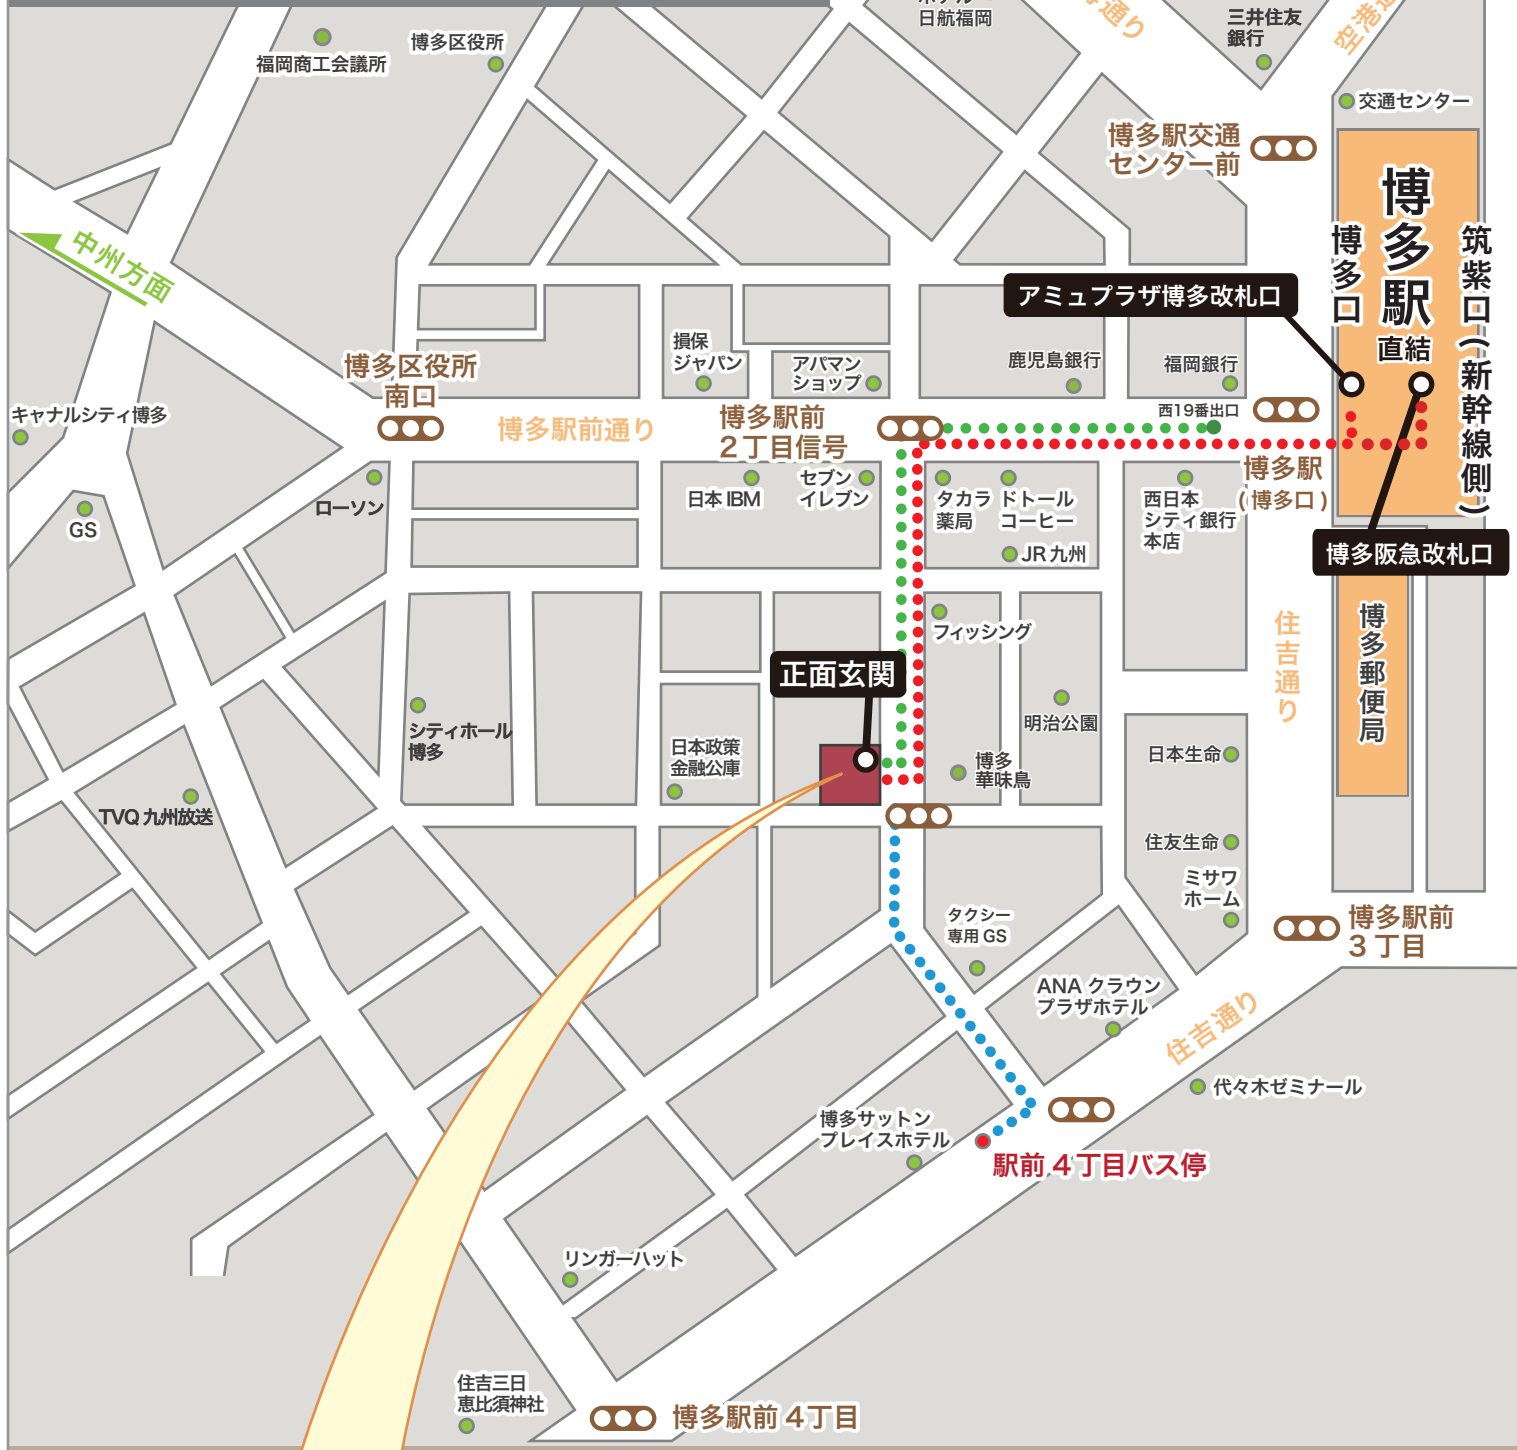 日航福岡
通り
空港通
三井住友
銀行
福岡商工会議所
博多区役所
交通センター
博多駅交通
センター前
博多駅
直結
博多口
筑紫口(新幹線側)
中州方面
アミュプラザ博多改札口
損保
ジャパン
アパマン
ショップ
鹿児島銀行
福岡銀行
博多区役所
南口
西19番出口
キャナルシティ博多
博多駅前通り
博多駅前
2丁目信号
博多駅
(博多口)
ローソン
日本 IBM
セブン
イレブン
タカラ
薬局
ドトール
コーヒー
JR 九州
西日本
シティ銀行
本店
GS
博多阪急改札口
フィッシング
住吉通り
博多郵便局
正面玄関
シティホール
博多
日本政策
金融公庫
明治公園
博多
華味鳥
日本生命
TVQ 九州放送
住友生命
ミサワ
ホーム
タクシー
専用 GS
博多駅前
3 丁目
ANA クラウン
プラザホテル
住吉通り
代々木ゼミナール
博多サットン
プレイスホテル
駅前 4丁目バス停
リンガーハット
住吉三日
恵比須神社
博多駅前 4丁目